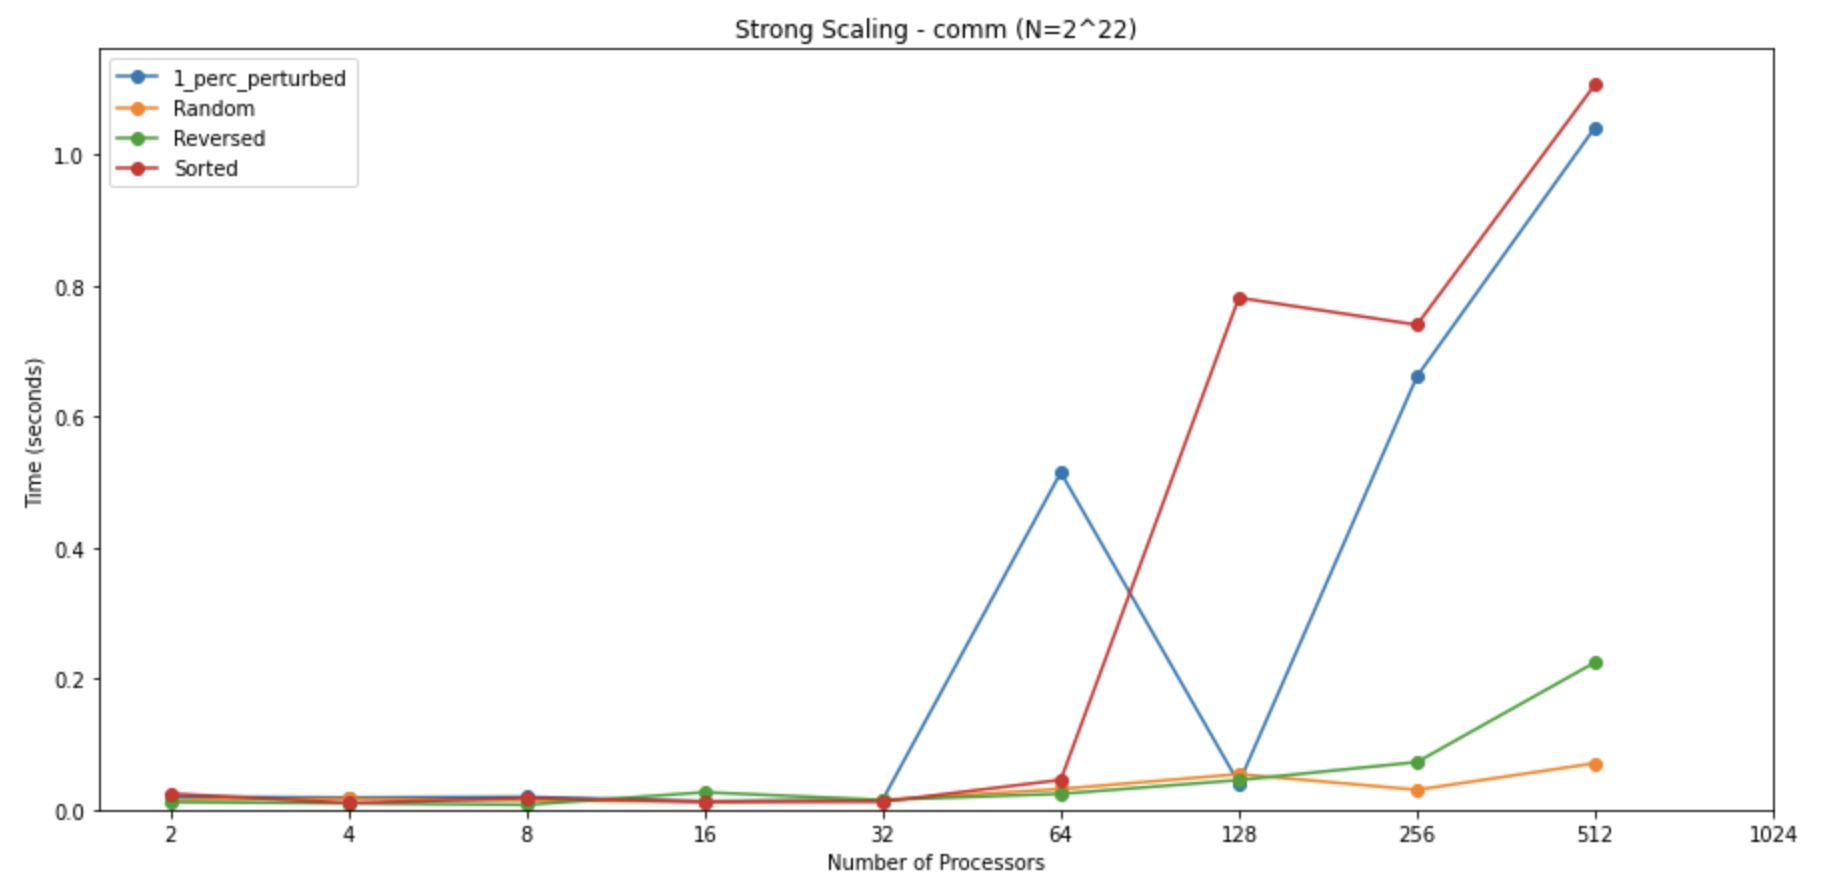 Strong Scaling - comm (N=2^22)
1_perc_perturbed
Random
Reversed
Sorted
Time (seconds)
1.0
0.8
0.6
0.4
0.2
0.0
2 4 8 16 32 64 128 256 512 1024
Number of Processors